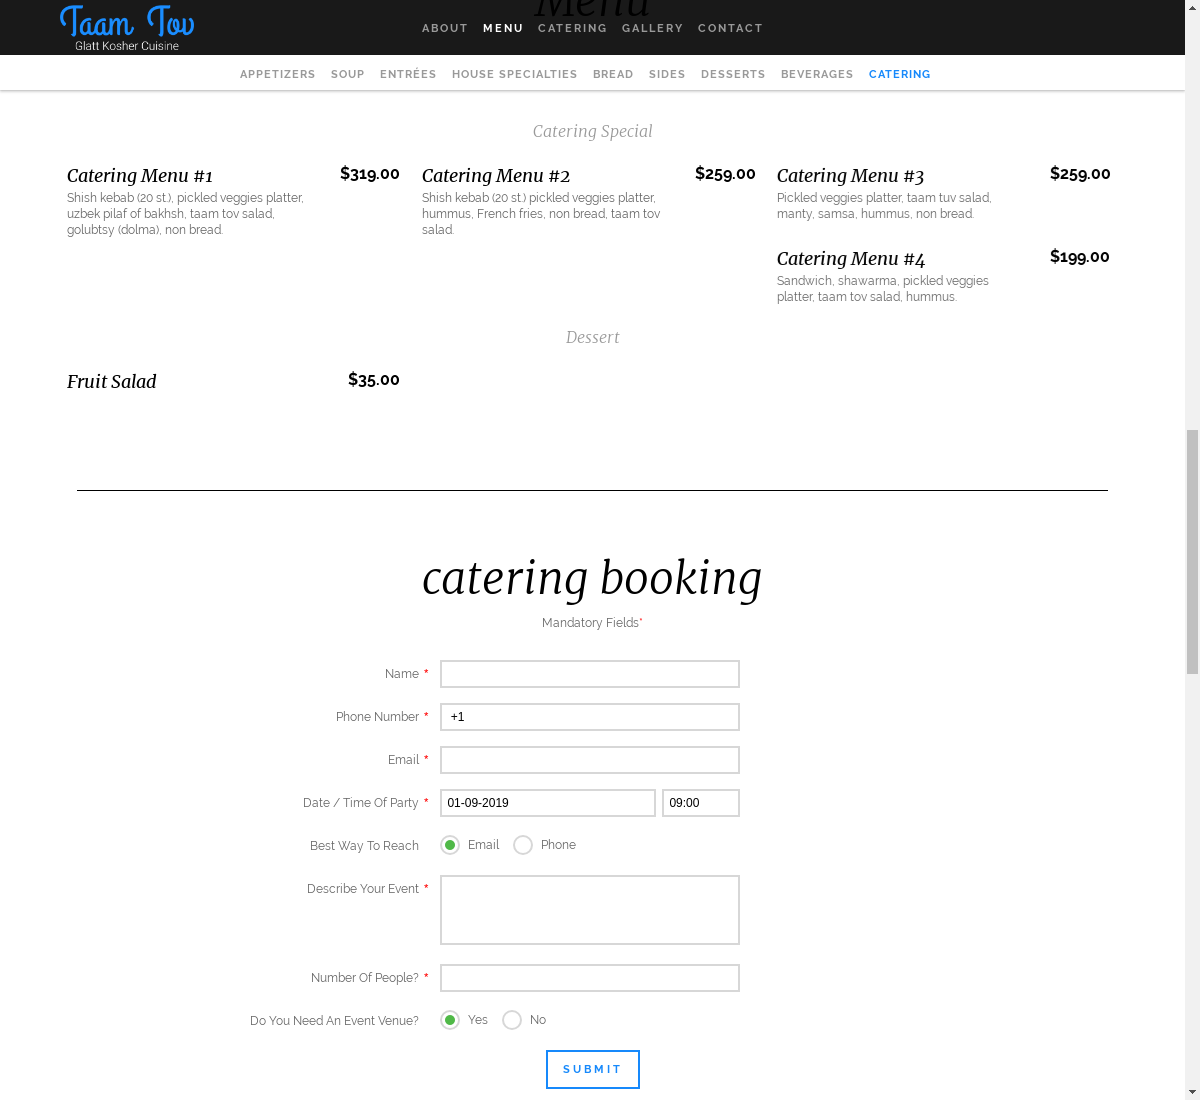 Menu
Taam Tov
Glatt Kosher Cuisine
ABOUT MENU CATERING GALLERY CONTACT
APPETIZERS SOUP ENTRÉES HOUSE SPECIALTIES BREAD SIDES DESSERTS BEVERAGES CATERING
Catering Special
Catering Menu #1 $319.00
Shish kebab (20 st.), pickled veggies platter,
uzbek pilaf of bakhsh, taam tov salad,
golubtsy (dolma), non bread.
Catering Menu #2 $259.00
Shish kebab (20 st.) pickled veggies platter,
hummus, French fries, non bread, taam tov
salad.
Catering Menu #3 $259.00
Pickled veggies platter, taam tuv salad,
manty, samsa, hummus, non bread.
Catering Menu #4 $199.00
Sandwich, shawarma, pickled veggies
platter, taam tov salad, hummus.
Dessert
Fruit Salad $35.00
catering booking
Mandatory Fields*
Name *
Phone Number * +1
Email *
Date / Time Of Party * 01-09-2019 09:00
Best Way To Reach Email Phone
Describe Your Event *
Number Of People? *
Do You Need An Event Venue? Yes No
SUBMIT